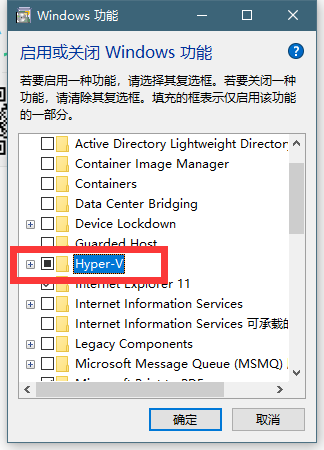 Windows 功能
启用或关闭 Windows 功能
若要启用一种功能，请选择其复选框。若要关闭一种
功能，请清除其复选框。填充的框表示仅启用该功能
的一部分。
Active Directory Lightweight Directory
Container Image Manager
Containers
Data Center Bridging
Device Lockdown
Guarded Host
Hyper-V
Internet Explorer 11
Internet Information Services
Internet Information Services 可承载的
Legacy Components
Microsoft Message Queue (MSMQ)
Microsoft Print to PDF
确定
取消